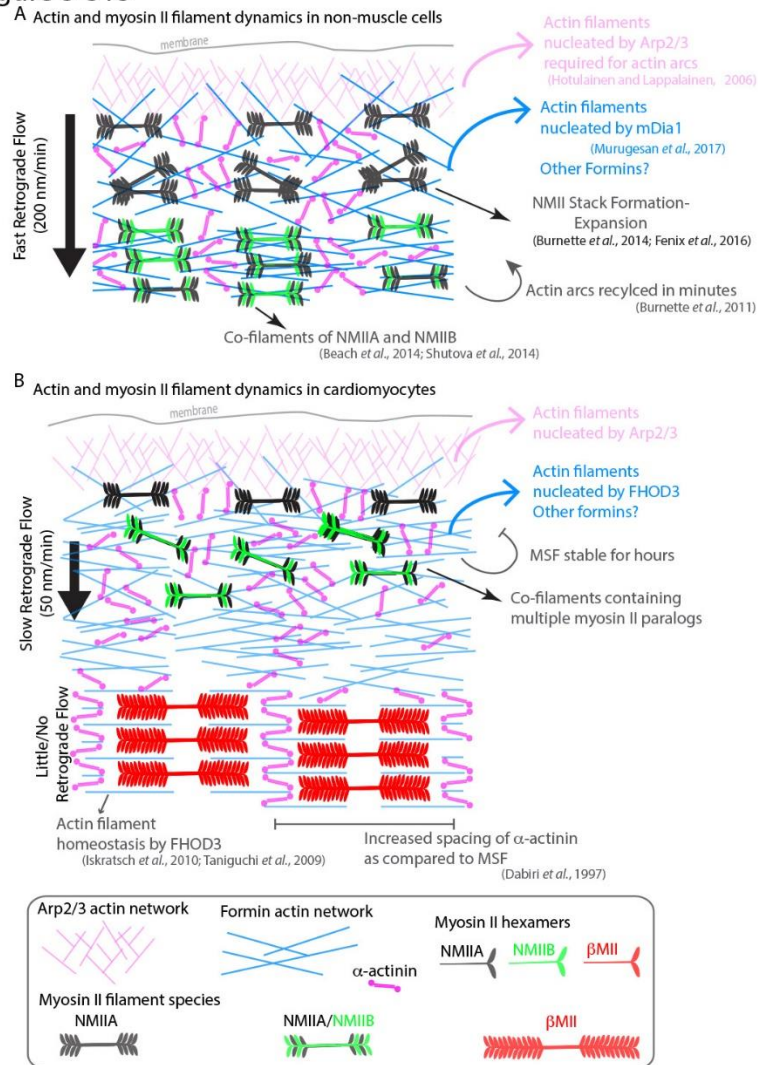 A Actin and myosin II filament dynamics in non-muscle cells
membrane
Actin filaments
nucleated by Arp2/3
required for actin arcs
(Hotulainen and Lappalainen, 2006)
Fast Retrograde Flow
(200 nm/min)
Actin filaments
nucleated by mDia1
(Murugesan et al., 2017)
Other Formins?
NMII Stack Formation-
Expansion
(Burnette et al., 2014; Fenix et al., 2016)
Actin arcs recylced in minutes
(Burnette et al., 2011)
Co-filaments of NMIIA and NMIIB
(Beach et al., 2014; Shutova et al., 2014)
B Actin and myosin II filament dynamics in cardiomyocytes
membrane
Actin filaments
nucleated by Arp2/3
Actin filaments
nucleated by FHOD3
Other formins?
Slow Retrograde Flow
(50 nm/min)
MSF stable for hours
Co-filaments containing
multiple myosin II paralogs
Little/No
Retrograde Flow
Actin filament
homeostasis by FHOD3
(Iskratsch et al., 2010; Taniguchi et al., 2009)
Increased spacing of α-actinin
as compared to MSF
(Dabiri et al., 1997)
Arp2/3 actin network
Formin actin network
α-actinin
Myosin II hexamers
NMIIA NMIIB βMII
Myosin II filament species
NMIIA
NMIIA/NMIIB
βMII